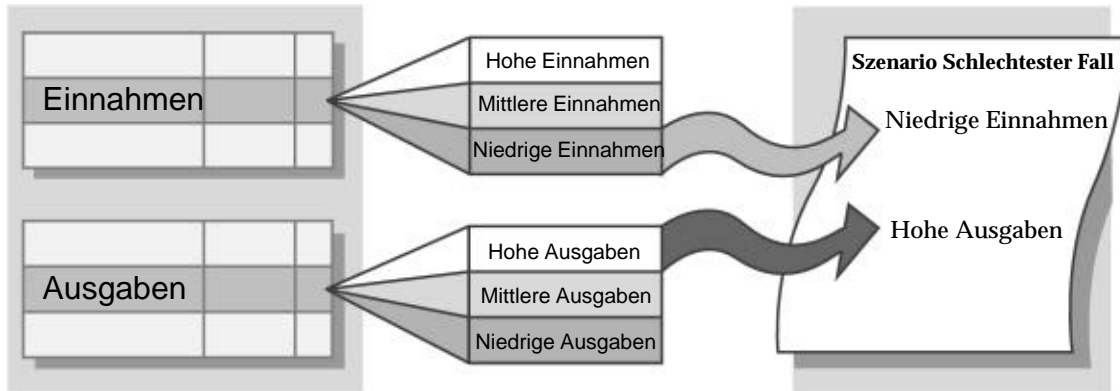 Einnahmen
Hohe Einnahmen
Mittlere Einnahmen
Niedrige Einnahmen
Ausgaben
Hohe Ausgaben
Mittlere Ausgaben
Niedrige Ausgaben
Szenario Schlechtester Fall
Niedrige Einnahmen
Hohe Ausgaben